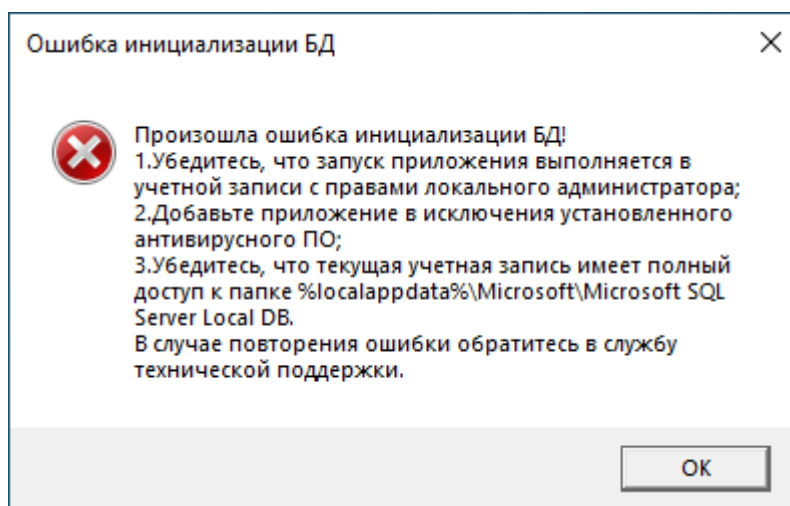 Ошибка инициализации БД
Произошла ошибка инициализации БД!
1.Убедитесь, что запуск приложения выполняется в
учетной записи с правами локального администратора;
2.Добавьте приложение в исключения установленного
антивирусного ПО;
3.Убедитесь, что текущая учетная запись имеет полный
доступ к папке %localappdata%\Microsoft\Microsoft SQL
Server Local DB.
В случае повторения ошибки обратитесь в службу
технической поддержки.
ОК